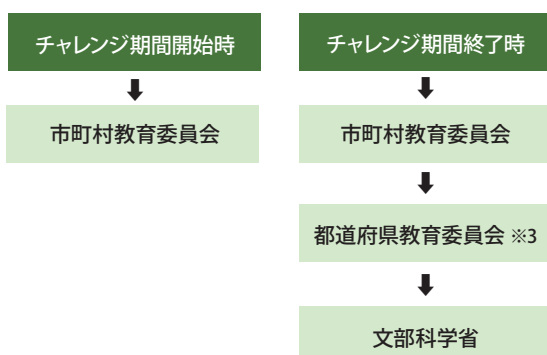 チャレンジ期間開始時
市町村教育委員会
チャレンジ期間終了時
市町村教育委員会
都道府県教育委員会 ※3
文部科学省